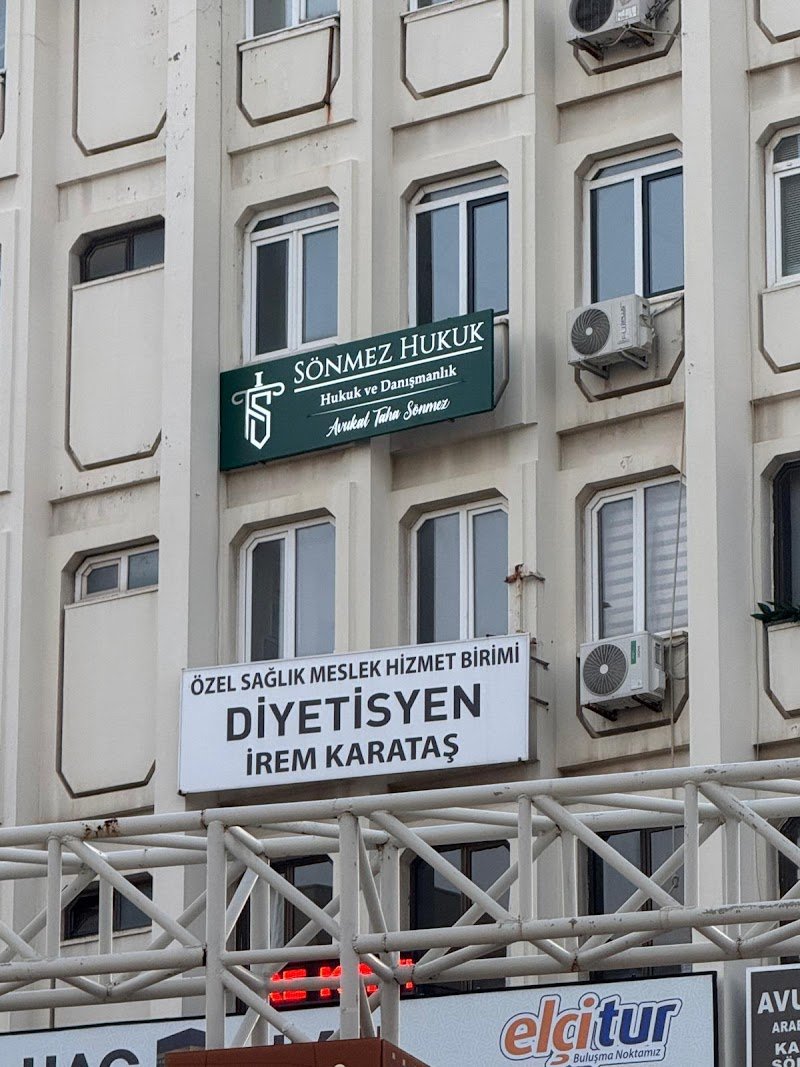 SÖNMEZ HUKUK
Hukuk ve Danışmanlık
Avukat Taha Sönmez
ÖZEL SAĞLIK MESLEK HİZMET BİRİMİ
DİYETİSYEN
İREM KARATAŞ
elçitur
Buluşma Noktamız